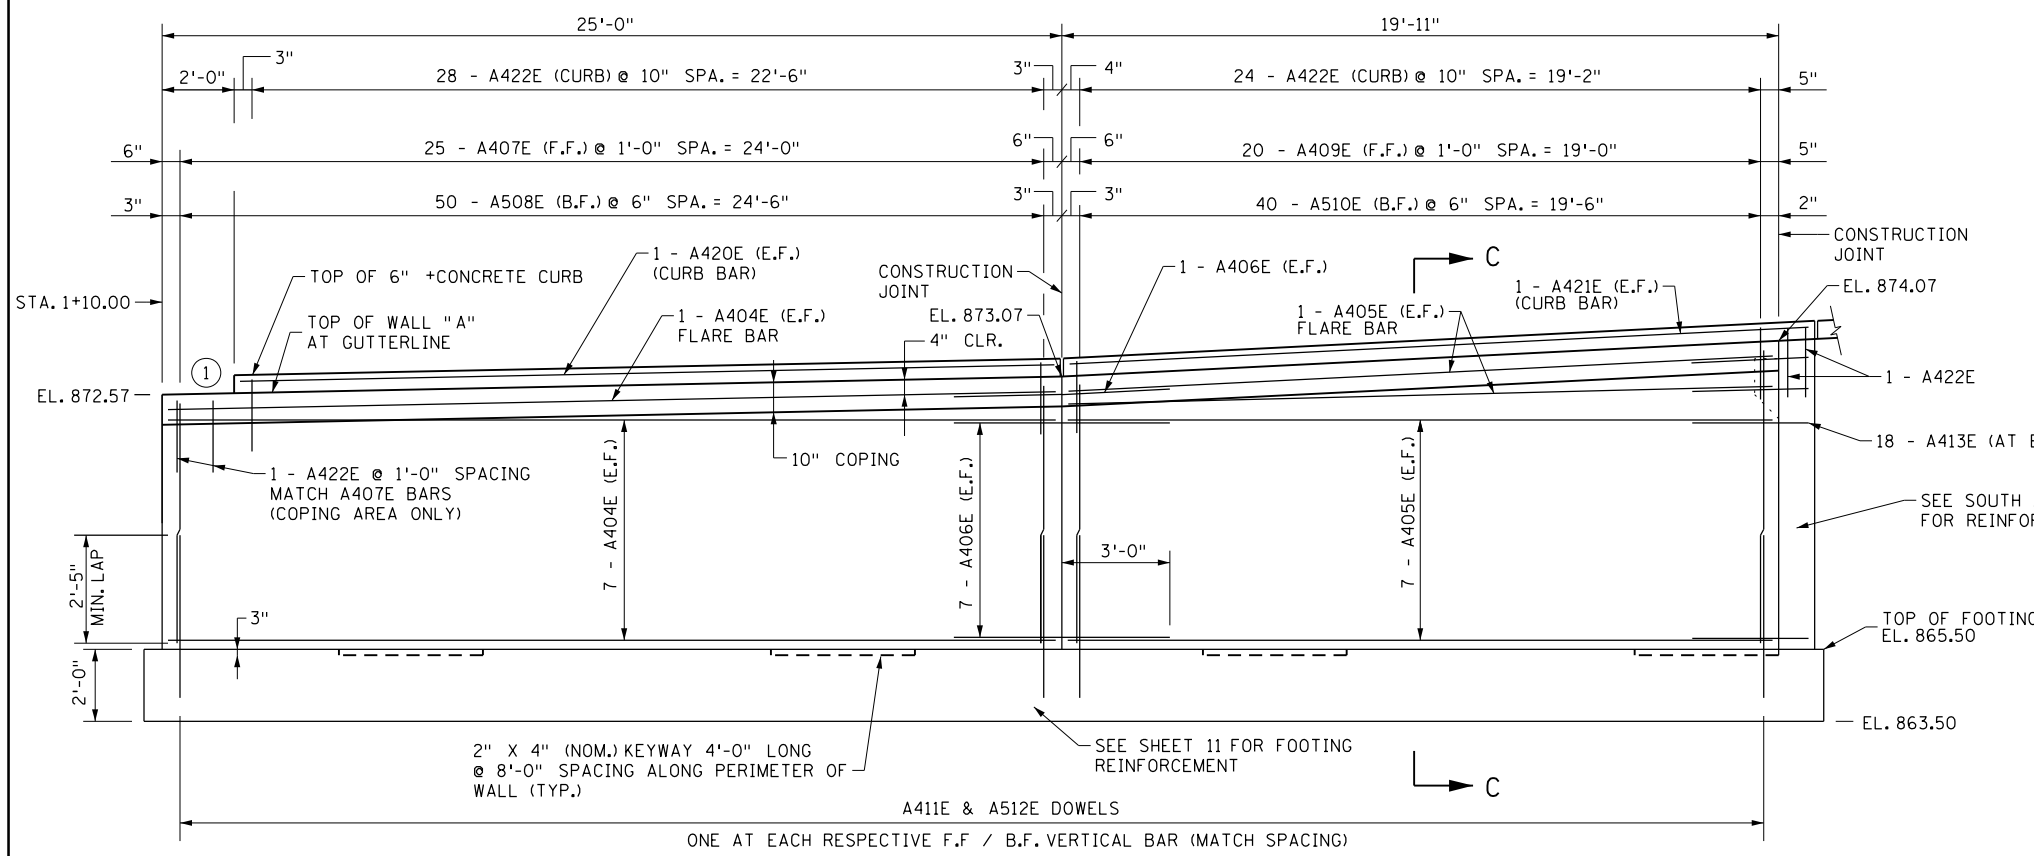 25'-0"
19'-11"
3"
2'-0"
28 - A422E (CURB) @ 10" SPA. = 22'-6"
3"
4"
24 - A422E (CURB) @ 10" SPA. = 19'-2"
5"
6"
25 - A407E (F.F.) @ 1'-0" SPA. = 24'-0"
6"
6"
20 - A409E (F.F.) @ 1'-0" SPA. = 19'-0"
5"
3"
50 - A508E (B.F.) @ 6" SPA. = 24'-6"
3"
3"
40 - A510E (B.F.) @ 6" SPA. = 19'-6"
2"
CONSTRUCTION
JOINT
C
1 - A420E (E.F.)
(CURB BAR)
TOP OF 6" +CONCRETE CURB
CONSTRUCTION
JOINT
1 - A406E (E.F.)
1 - A421E (E.F.)
(CURB BAR)
EL. 874.07
STA. 1+10.00
TOP OF WALL "A"
AT GUTTERLINE
1 - A404E (E.F.)
FLARE BAR
EL. 873.07
1 - A405E (E.F.)
FLARE BAR
4" CLR.
1
EL. 872.57
1 - A422E
10" COPING
18 - A413E (AT E
1 - A422E @ 1'-0" SPACING
MATCH A407E BARS
(COPING AREA ONLY)
7 - A404E (E.F.)
7 - A406E (E.F.)
7 - A405E (E.F.)
SEE SOUTH
FOR REINFOR
3'-0"
2'-5"
MIN. LAP
3"
TOP OF FOOTING
EL. 865.50
2'-0"
EL. 863.50
2" X 4" (NOM.) KEYWAY 4'-0" LONG
@ 8'-0" SPACING ALONG PERIMETER OF
WALL (TYP.)
SEE SHEET 11 FOR FOOTING
REINFORCEMENT
C
A411E & A512E DOWELS
ONE AT EACH RESPECTIVE F.F / B.F. VERTICAL BAR (MATCH SPACING)